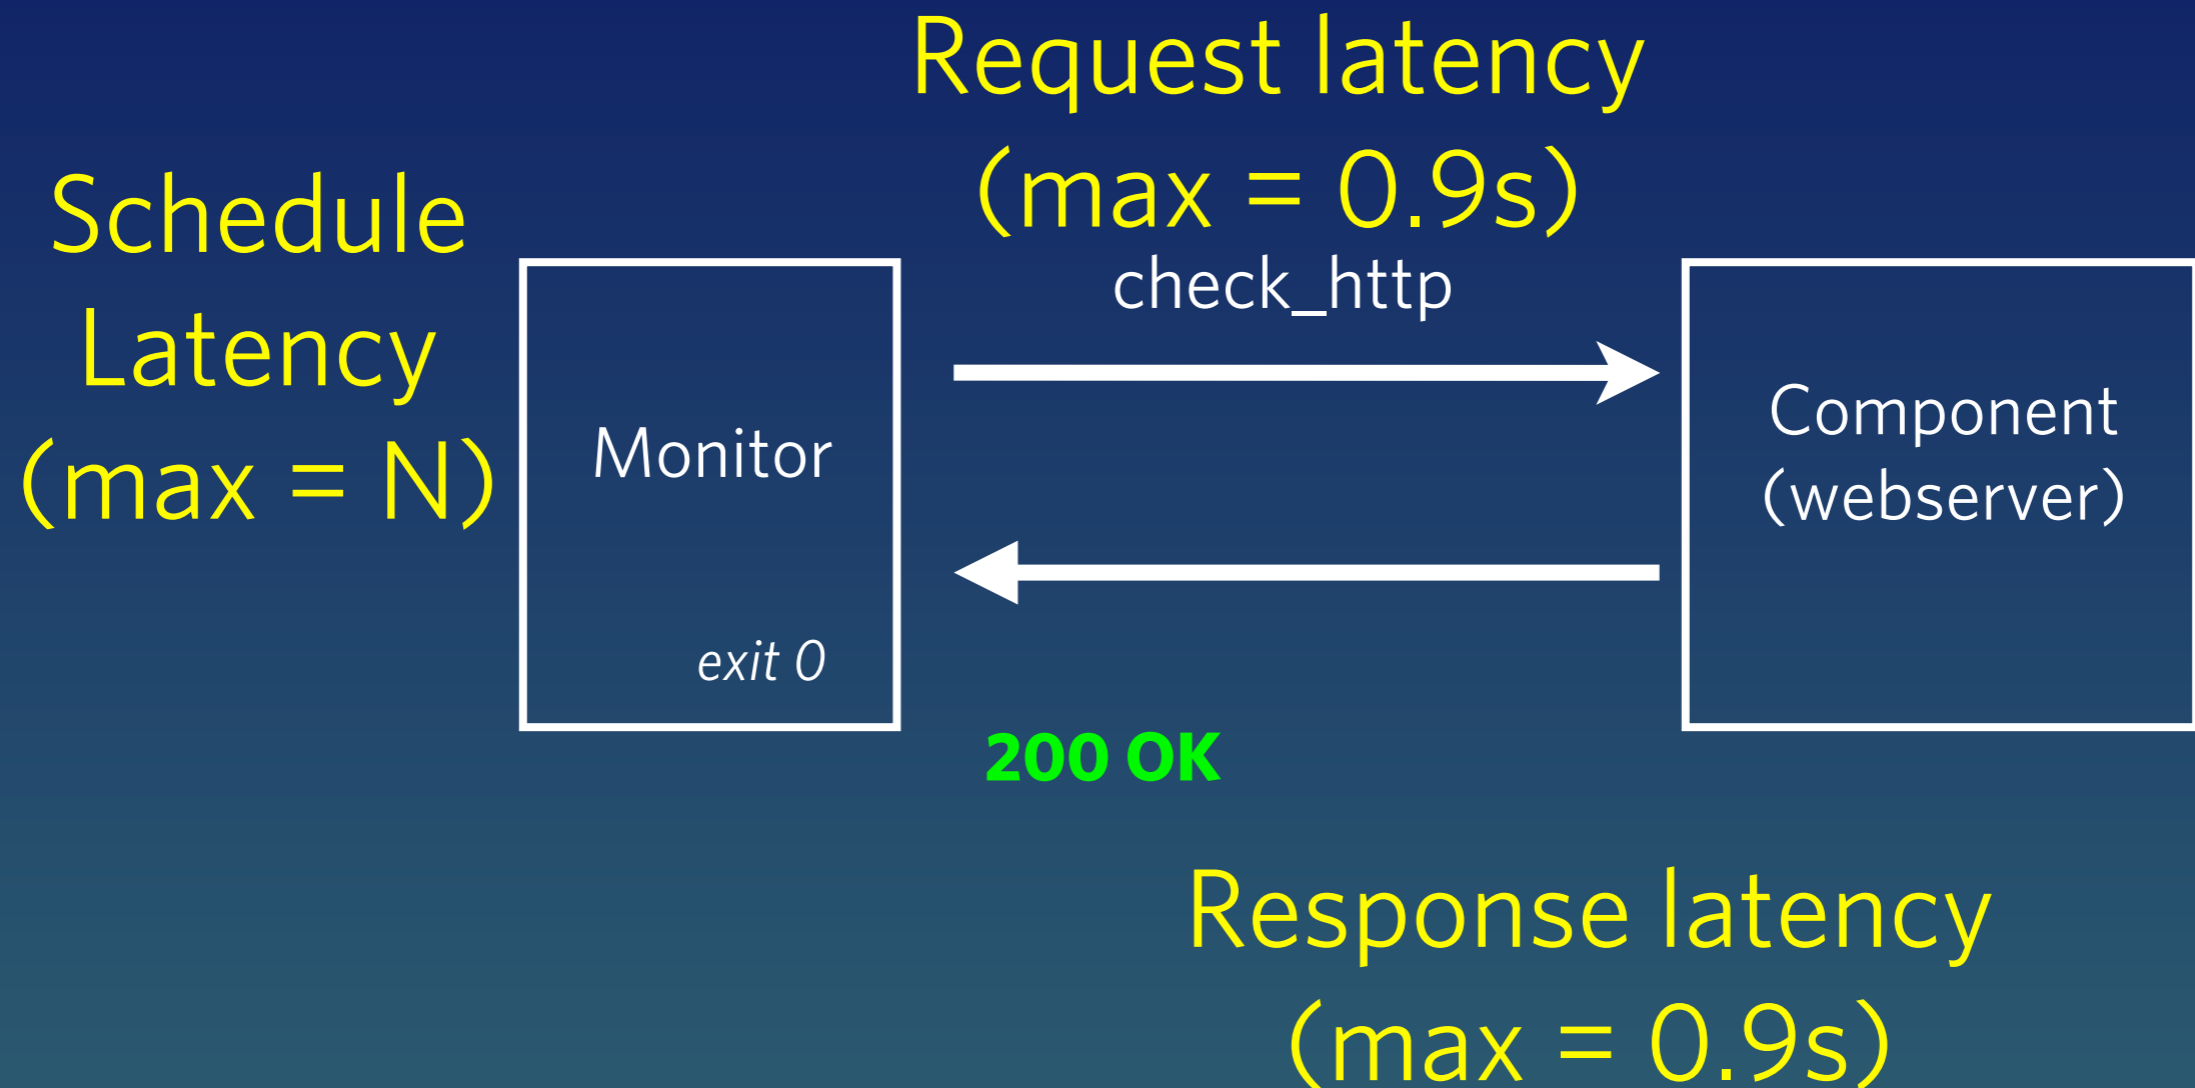 Request latency
(max = 0.9s)
Schedule
Latency
(max = N)
check_http
Monitor
Component
(webserver)
exit 0
200 OK
Response latency
(max = 0.9s)